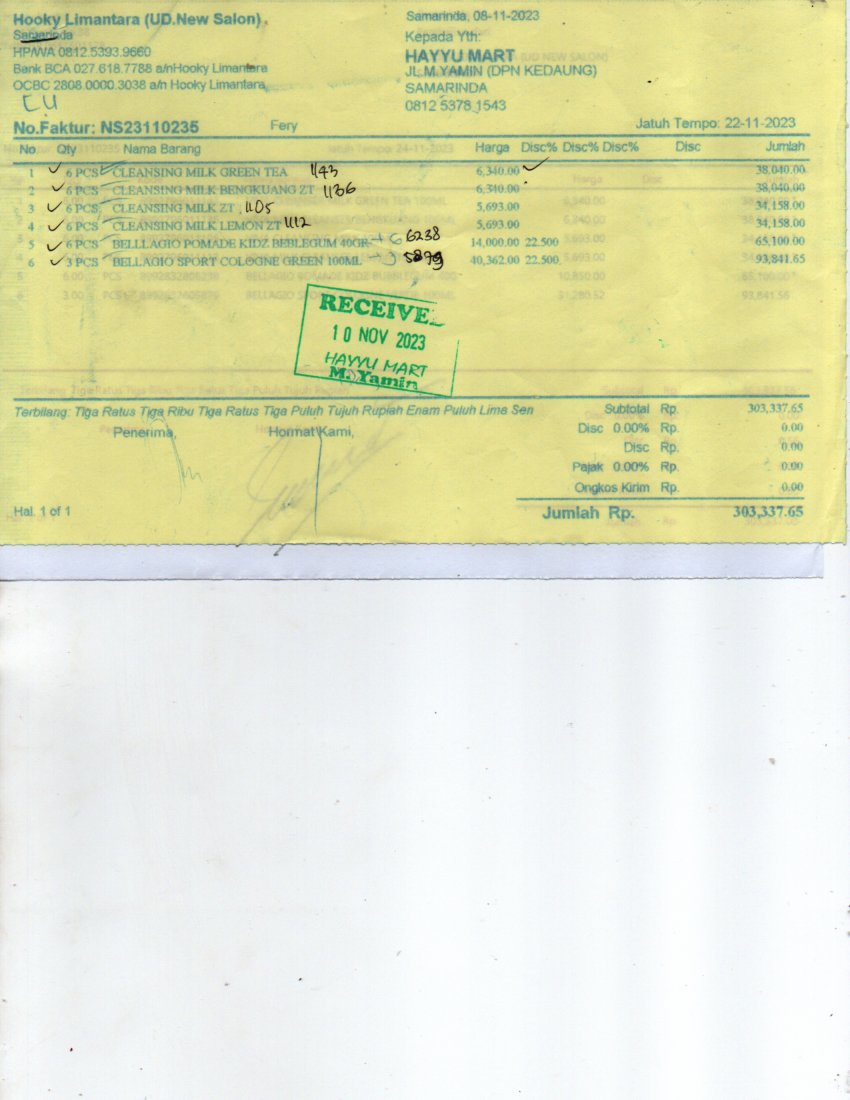 Hooky Limantara (UD.New Salon)
Samarinda
HP/WA 0812.5393.9660
Bank BCA 027.618.7788 a/nHooky Limantara
OCBC 2808.0000.3038 a/n Hooky Limantara
Samarinda, 08-11-2023
Kepada Yth:
HAYYU MART
JL.M.YAMIN (DPN KEDAUNG)
SAMARINDA
0812 5378 1543
No.Faktur: NS23110235 Fery Jatuh Tempo: 22-11-2023
No Qty Nama Barang Harga Disc% Disc% Disc% Disc Jumlah
1 6 PCS CLEANSING MILK GREEN TEA 1143 6,340.00 38,040.00
2 6 PCS CLEANSING MILK BENGKUANG ZT 1136 6,340.00 38,040.00
3 6 PCS CLEANSING MILK ZT 1105 5,693.00 34,158.00
4 6 PCS CLEANSING MILK LEMON ZT 1112 5,693.00 34,158.00
5 6 PCS BELLLAGIO POMADE KIDZ BEBLEGUM 40GR 6238 14,000.00 22.500 65,100.00
6 3 PCS BELLAGIO SPORT COLOGNE GREEN 100ML 5879 40,362.00 22.500 93,841.65
RECEIVE
10 NOV 2023
HAYYU MART
M.Yamin
Terbilang: Tiga Ratus Tiga Ribu Tiga Ratus Tiga Puluh Tujuh Rupiah Enam Puluh Lima Sen
Penerima, Hormat Kami,
Subtotal Rp. 303,337.65
Disc 0.00% Rp. 0.00
Disc Rp. 0.00
Pajak 0.00% Rp. 0.00
Ongkos Kirim Rp. 0.00
Hal. 1 of 1
Jumlah Rp. 303,337.65